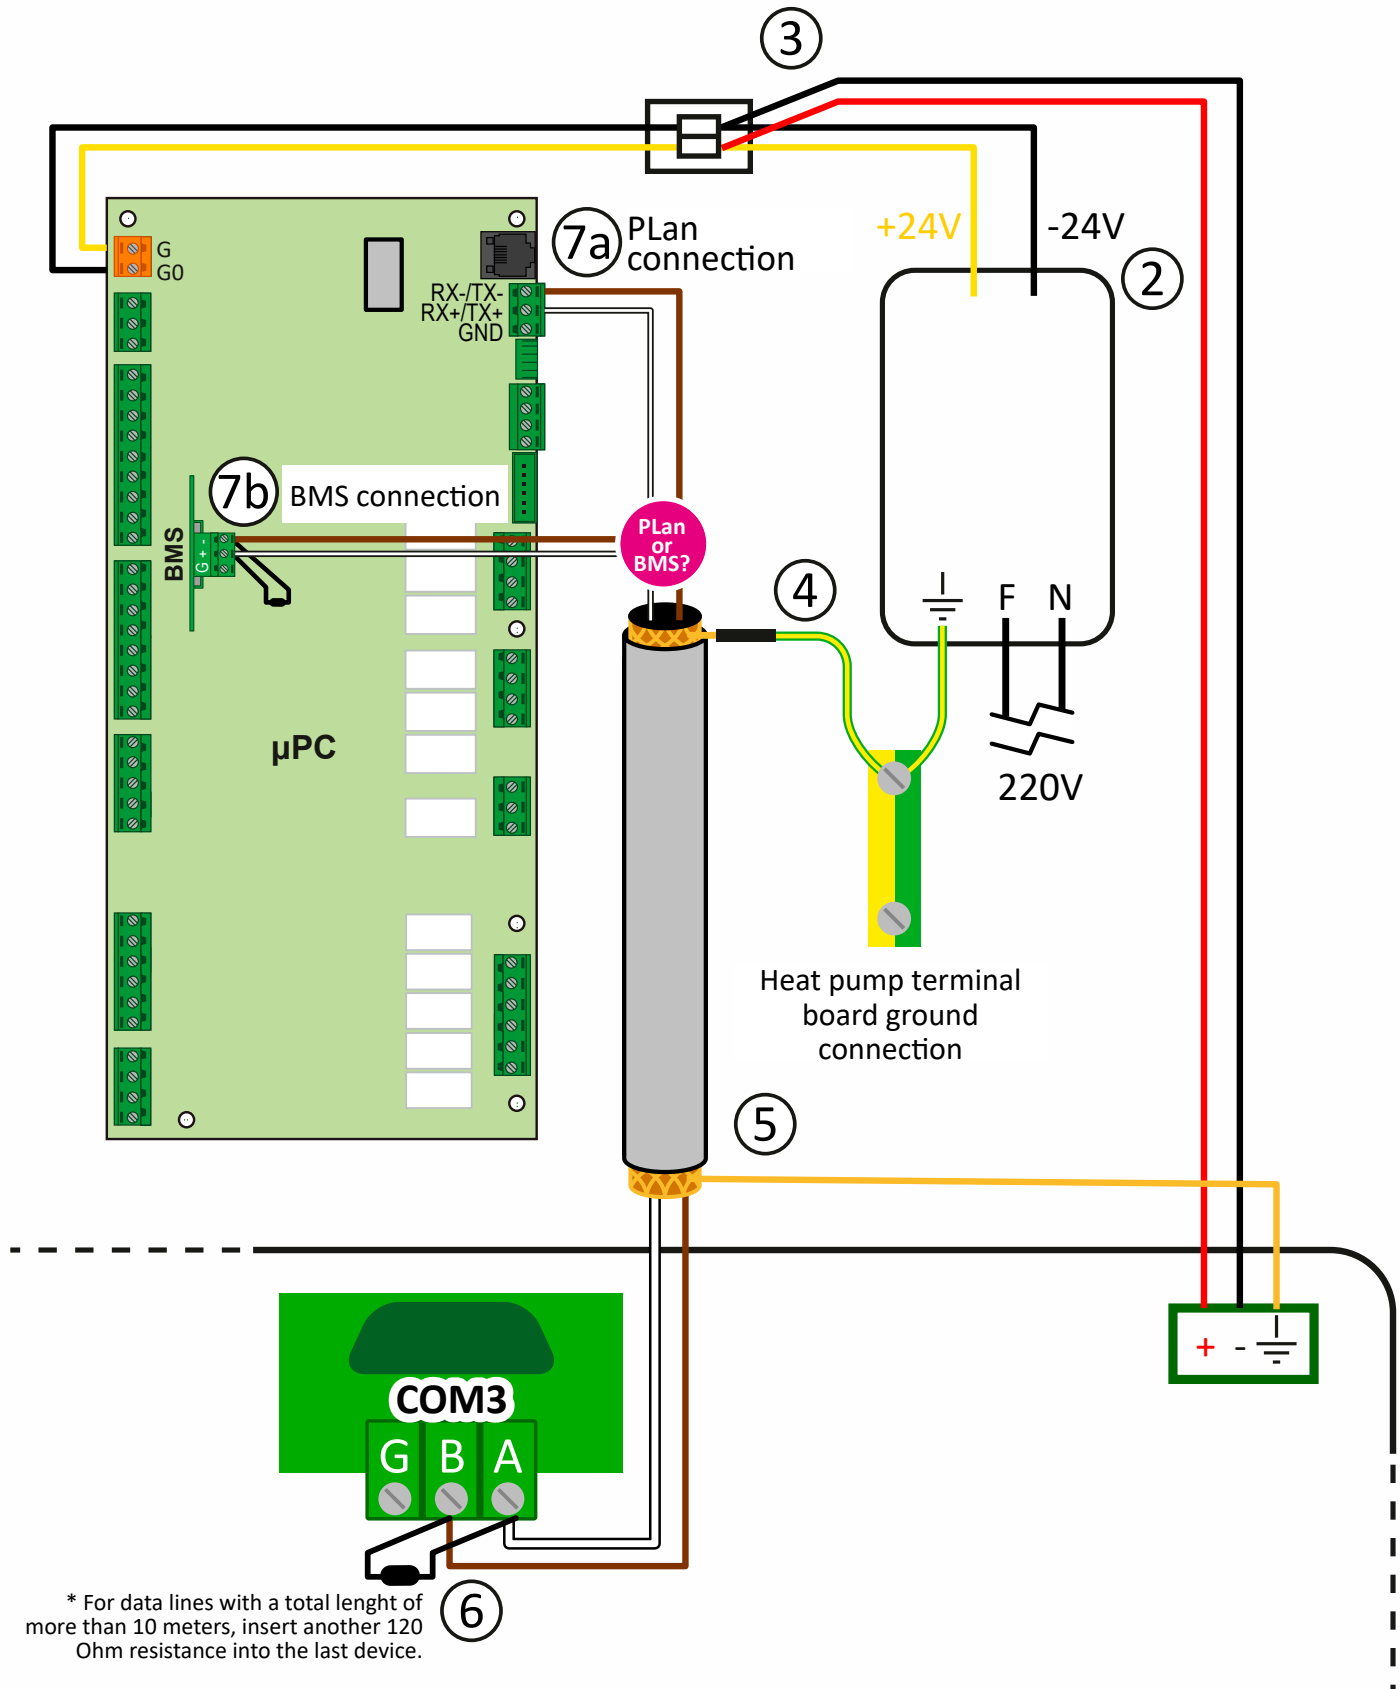 3
7a
PLan
connection
+24V
-24V
2
G
G0
RX-/TX-
RX+/TX+
GND
7b
BMS connection
BMS
G + -
PLan
or
BMS?
4
F N
µPC
220V
Heat pump terminal
board ground
connection
5
+ -
COM3
G B A
6
* For data lines with a total lenght of
more than 10 meters, insert another 120
Ohm resistance into the last device.